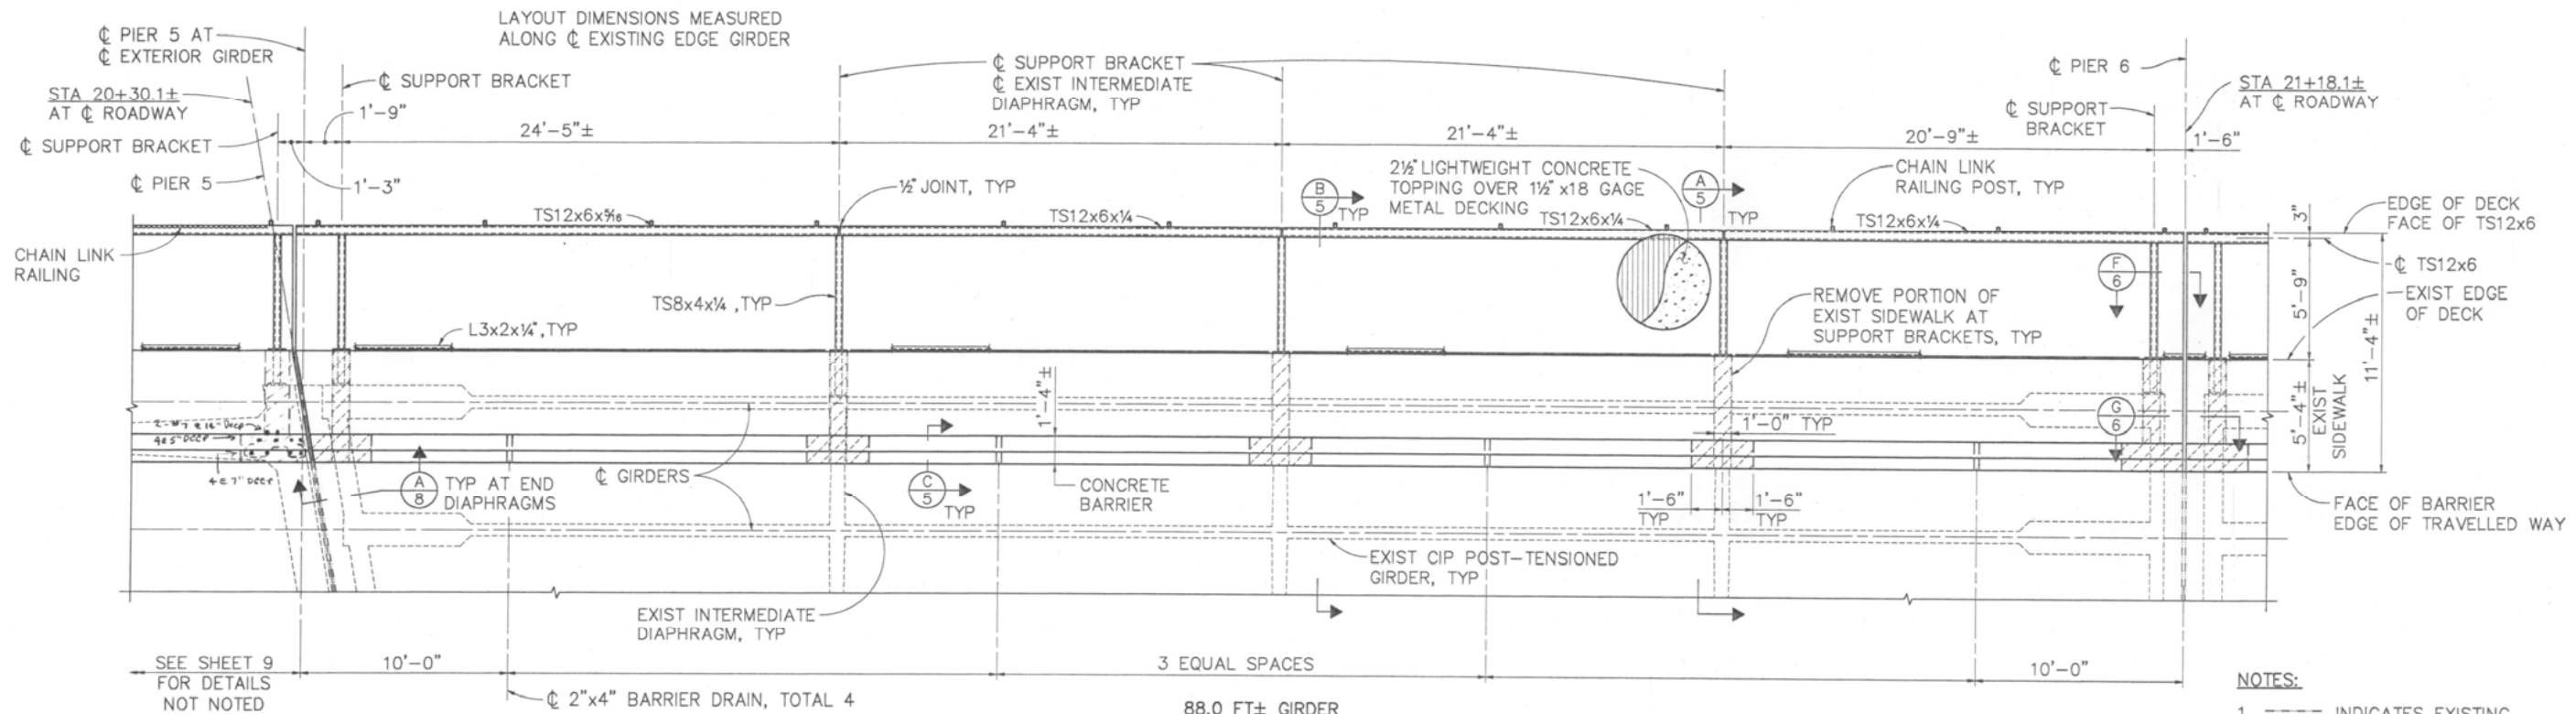 LAYOUT DIMENSIONS MEASURED
ALONG ℄ EXISTING EDGE GIRDER
℄ PIER 5 AT
℄ EXTERIOR GIRDER
℄ SUPPORT BRACKET
STA 20+30.1±
AT ℄ ROADWAY
1'-9"
℄ SUPPORT BRACKET
℄ PIER 5
1'-3"
24'-5"±
℄ SUPPORT BRACKET
℄ EXIST INTERMEDIATE
DIAPHRAGM, TYP
21'-4"±
21'-4"±
℄ PIER 6
STA 21+18.1±
AT ℄ ROADWAY
℄ SUPPORT
BRACKET
20'-9"±
1'-6"
½" JOINT, TYP
B
5
TYP
2½" LIGHTWEIGHT CONCRETE
TOPPING OVER 1½" x18 GAGE
METAL DECKING
A
5
TYP
CHAIN LINK
RAILING POST, TYP
TS12x6x5/16
TS12x6x¼
TS12x6x¼
TS12x6x¼
3"
EDGE OF DECK
FACE OF TS12x6
CHAIN LINK
RAILING
℄ TS12x6
F
6
5'-9"
EXIST EDGE
OF DECK
TS8x4x¼ ,TYP
L3x2x¼", TYP
REMOVE PORTION OF
EXIST SIDEWALK AT
SUPPORT BRACKETS, TYP
11'-4"±
5'-4"±
EXIST
SIDEWALK
1'-4"±
G
6
1'-0" TYP
4@5" DEEP
4@7" DEEP
A
8
TYP AT END
DIAPHRAGMS
℄ GIRDERS
C
5
TYP
CONCRETE
BARRIER
1'-6"
TYP
1'-6"
TYP
FACE OF BARRIER
EDGE OF TRAVELLED WAY
EXIST CIP POST-TENSIONED
GIRDER, TYP
EXIST INTERMEDIATE
DIAPHRAGM, TYP
SEE SHEET 9
FOR DETAILS
NOT NOTED
10'-0"
℄ 2"x4" BARRIER DRAIN, TOTAL 4
3 EQUAL SPACES
10'-0"
88.0 FT± GIRDER
NOTES:
1. INDICATES EXISTING